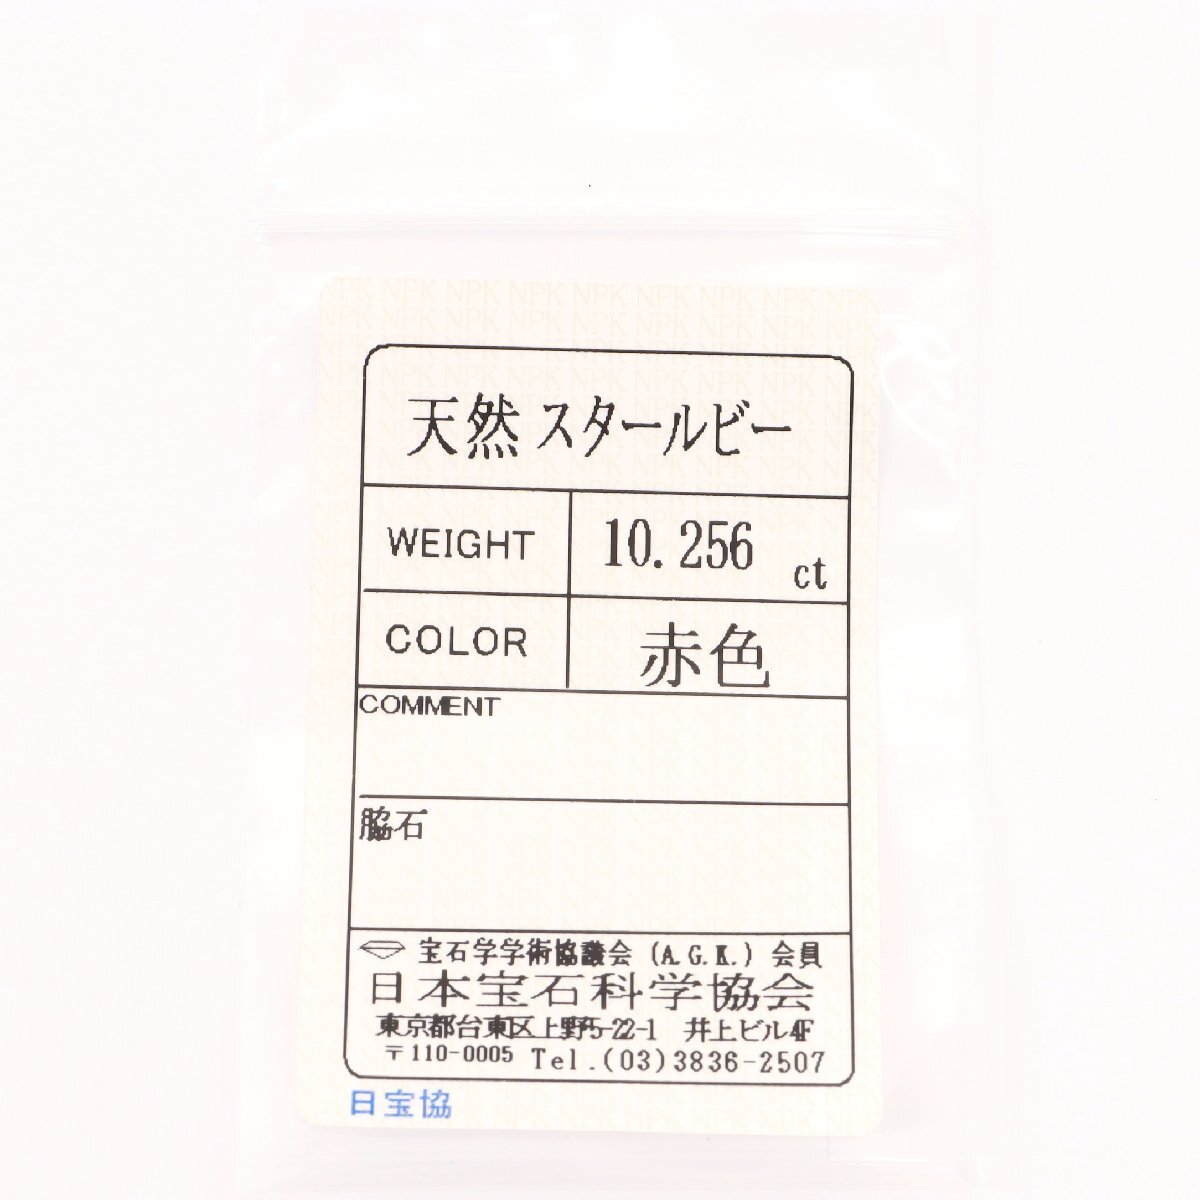 天然 スタールビー
WEIGHT 10.256 ct
COLOR 赤色
COMMENT
脇石
宝石学学術協議会 (A.G.K.) 会員
日本宝石科学協会
東京都台東区上野5-22-1 井上ビル4F
〒110-0005 Tel.(03)3836-2507
日宝協